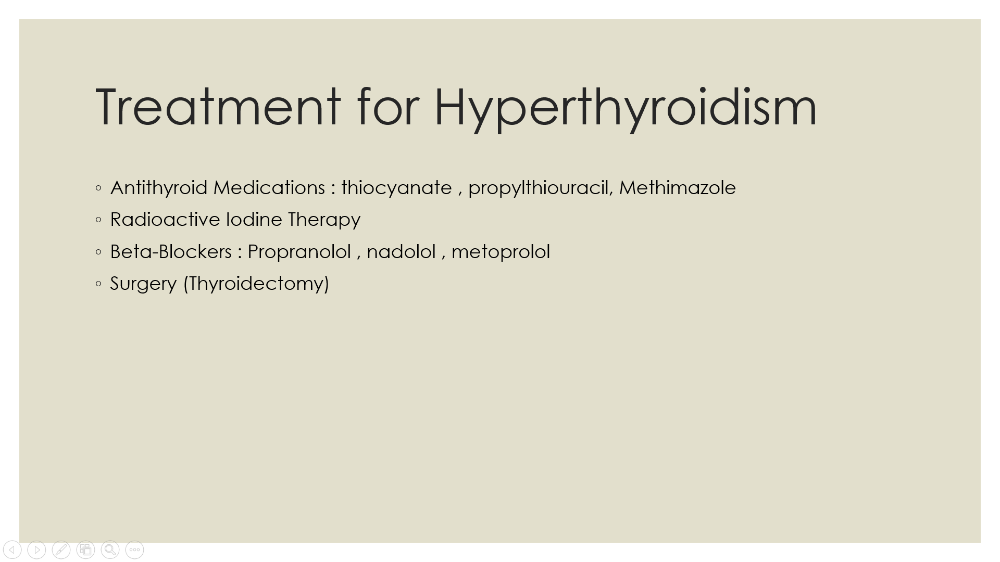 Treatment for Hyperthyroidism
◦ Antithyroid Medications : thiocyanate , propylthiouracil, Methimazole
◦ Radioactive Iodine Therapy
◦ Beta-Blockers : Propranolol , nadolol , metoprolol
◦ Surgery (Thyroidectomy)